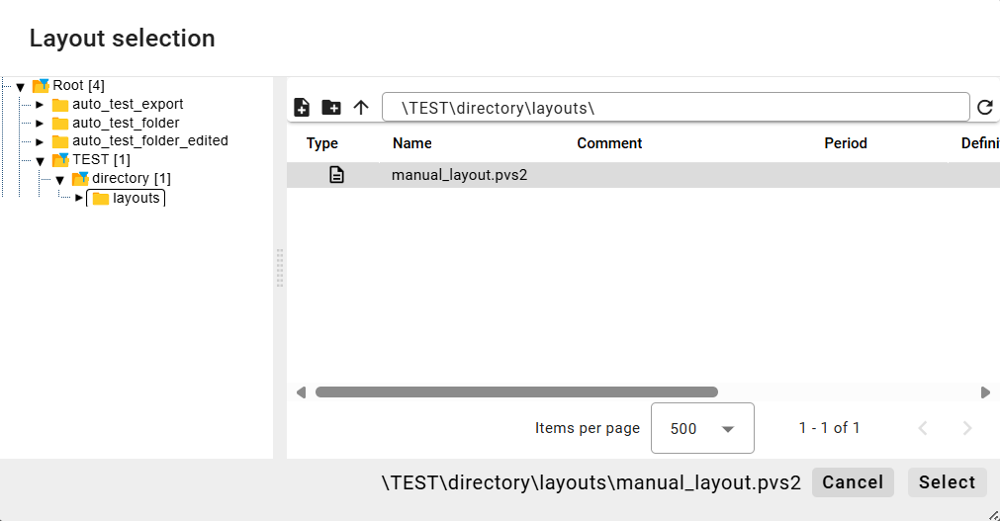 Layout selection
Root [4]
auto_test_export
auto_test_folder
auto_test_folder_edited
TEST [1]
directory [1]
layouts
\TEST\directory\layouts\
Type Name Comment Period Defini
manual_layout.pvs2
Items per page 500 1 - 1 of 1
\TEST\directory\layouts\manual_layout.pvs2 Cancel Select